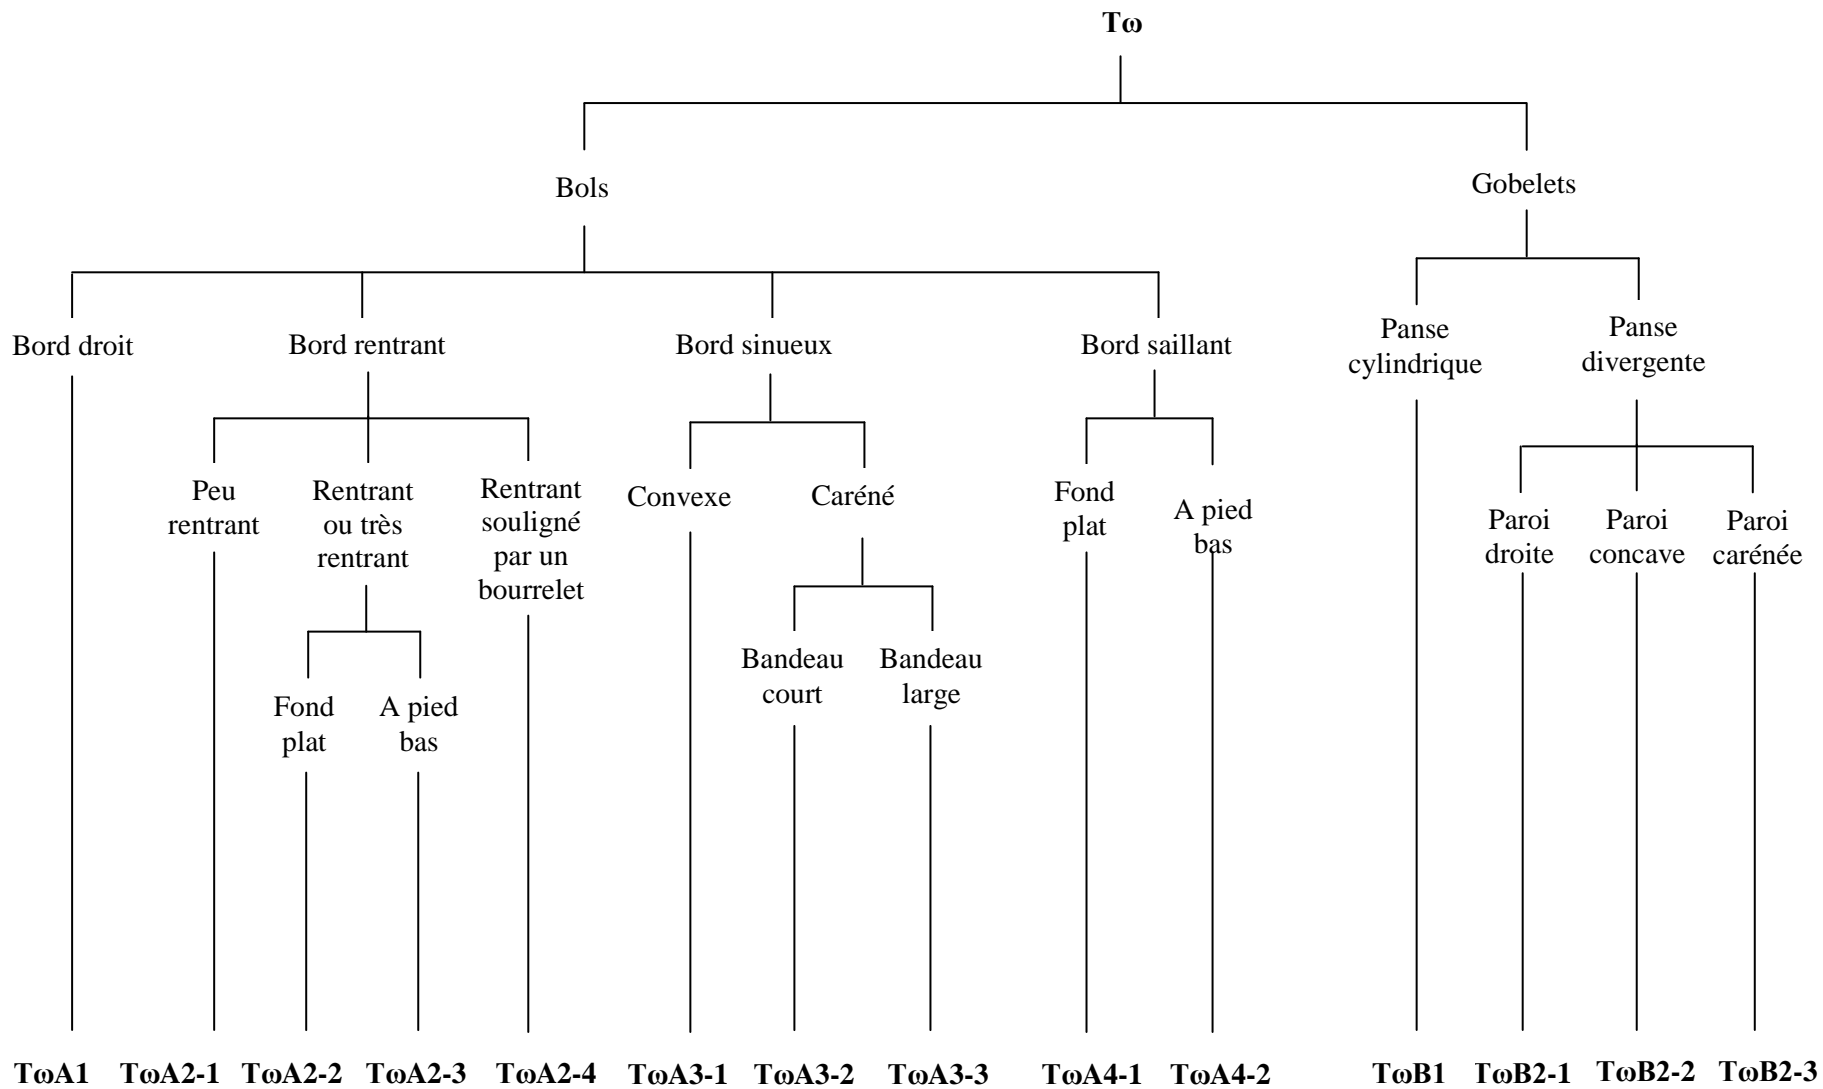 Tω
Bols
Gobelets
Bord droit
Bord rentrant
Bord sinueux
Bord saillant
Panse
cylindrique
Panse
divergente
Peu
rentrant
Rentrant
ou très
rentrant
Rentrant
souligné
par un
bourrelet
Convexe
Caréné
Fond
plat
A pied
bas
Paroi
droite
Paroi
concave
Paroi
carénée
Fond
plat
A pied
bas
Bandeau
court
Bandeau
large
TωA1
TωA2-1
TωA2-2
TωA2-3
TωA2-4
TωA3-1
TωA3-2
TωA3-3
TωA4-1
TωA4-2
TωB1
TωB2-1
TωB2-2
TωB2-3